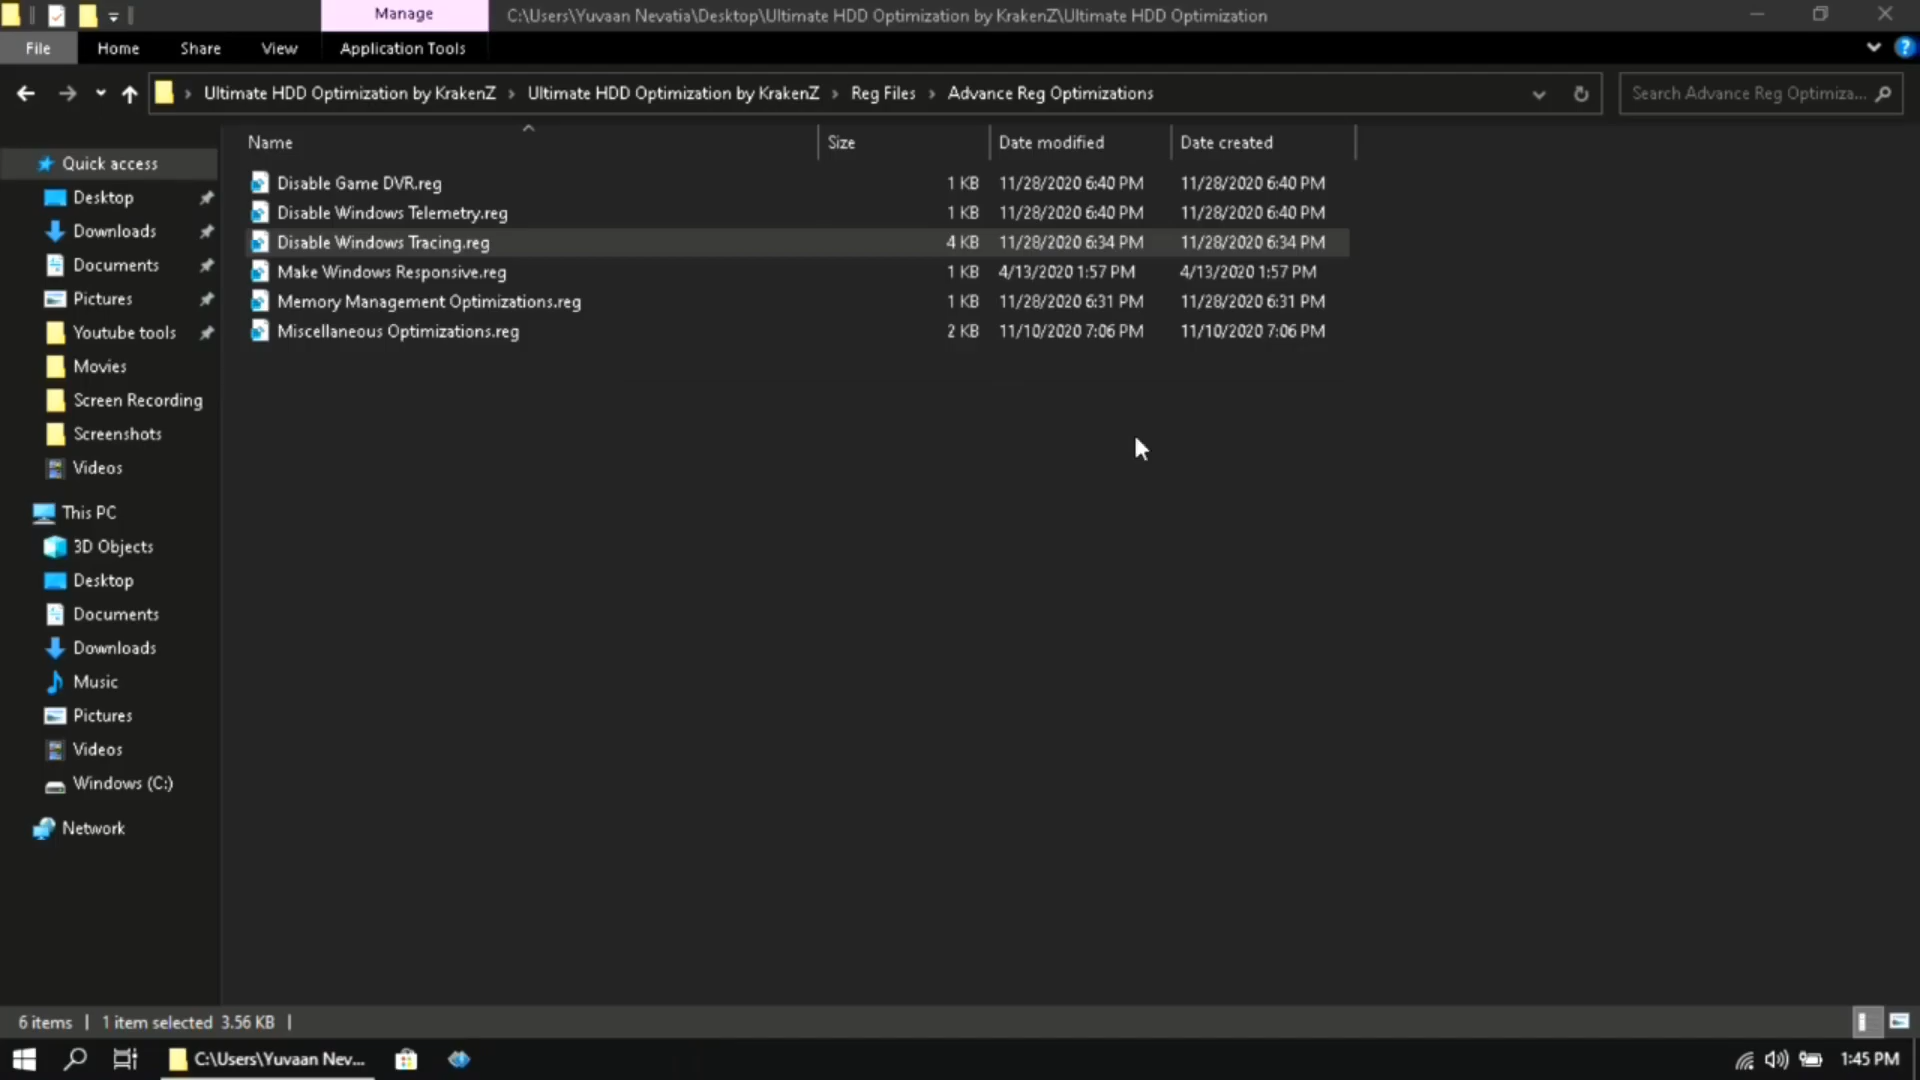 Manage
C:\Users\Yuvaan Nevatia\Desktop\Ultimate HDD Optimization by KrakenZ\Ultimate HDD Optimization
File
Home
Share
View
Application Tools
Ultimate HDD Optimization by KrakenZ › Ultimate HDD Optimization by KrakenZ › Reg Files › Advance Reg Optimizations
Search Advance Reg Optimiza...
Name
Size
Date modified
Date created
Disable Game DVR.reg 1 KB 11/28/2020 6:40 PM 11/28/2020 6:40 PM
Disable Windows Telemetry.reg 1 KB 11/28/2020 6:40 PM 11/28/2020 6:40 PM
Disable Windows Tracing.reg 4 KB 11/28/2020 6:34 PM 11/28/2020 6:34 PM
Make Windows Responsive.reg 1 KB 4/13/2020 1:57 PM 4/13/2020 1:57 PM
Memory Management Optimizations.reg 1 KB 11/28/2020 6:31 PM 11/28/2020 6:31 PM
Miscellaneous Optimizations.reg 2 KB 11/10/2020 7:06 PM 11/10/2020 7:06 PM
Quick access
Desktop
Downloads
Documents
Pictures
Youtube tools
Movies
Screen Recording
Screenshots
Videos
This PC
3D Objects
Desktop
Documents
Downloads
Music
Pictures
Videos
Windows (C:)
Network
6 items | 1 item selected 3.56 KB |
C:\Users\Yuvaan Nev...
1:45 PM